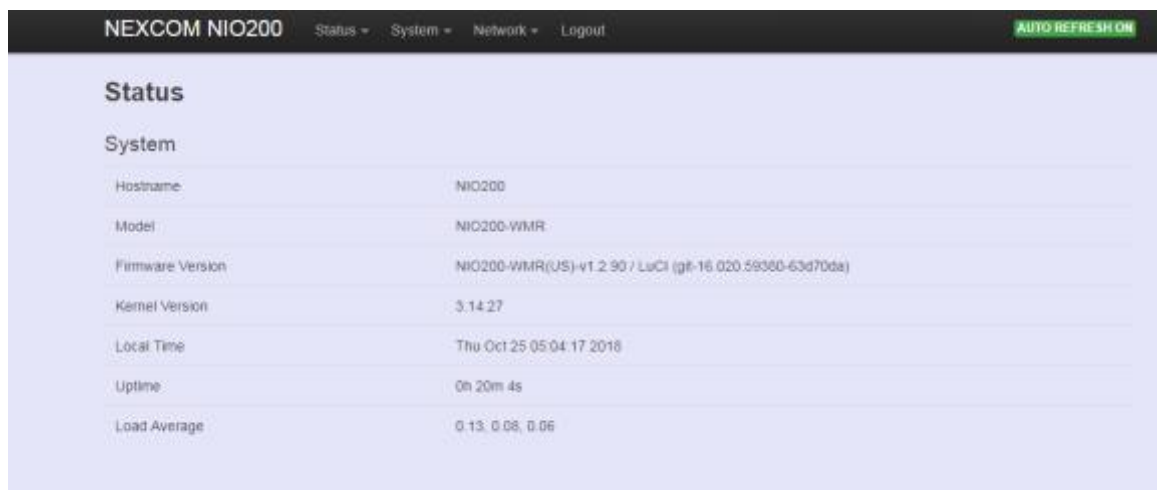 NEXCOM NIO200 Status System Network Logout AUTO REFRESH ON
Status
System
Hostname NIO200
Model NIO200-WMR
Firmware Version NIO200-WMR(US)-v1.2.90 / LuCI (git-16.020.59380-63d70da)
Kernel Version 3.14.27
Local Time Thu Oct 25 05:04:17 2018
Uptime 0h 20m 4s
Load Average 0.13, 0.08, 0.06